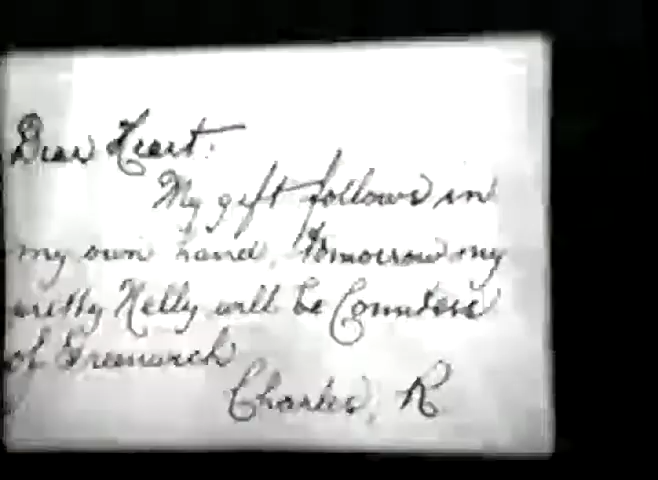 Dear Heart.
My gift follows in
my own hand, Tomorrow my
pretty Nelly will be Countess
of Greenwich
Charles, R.